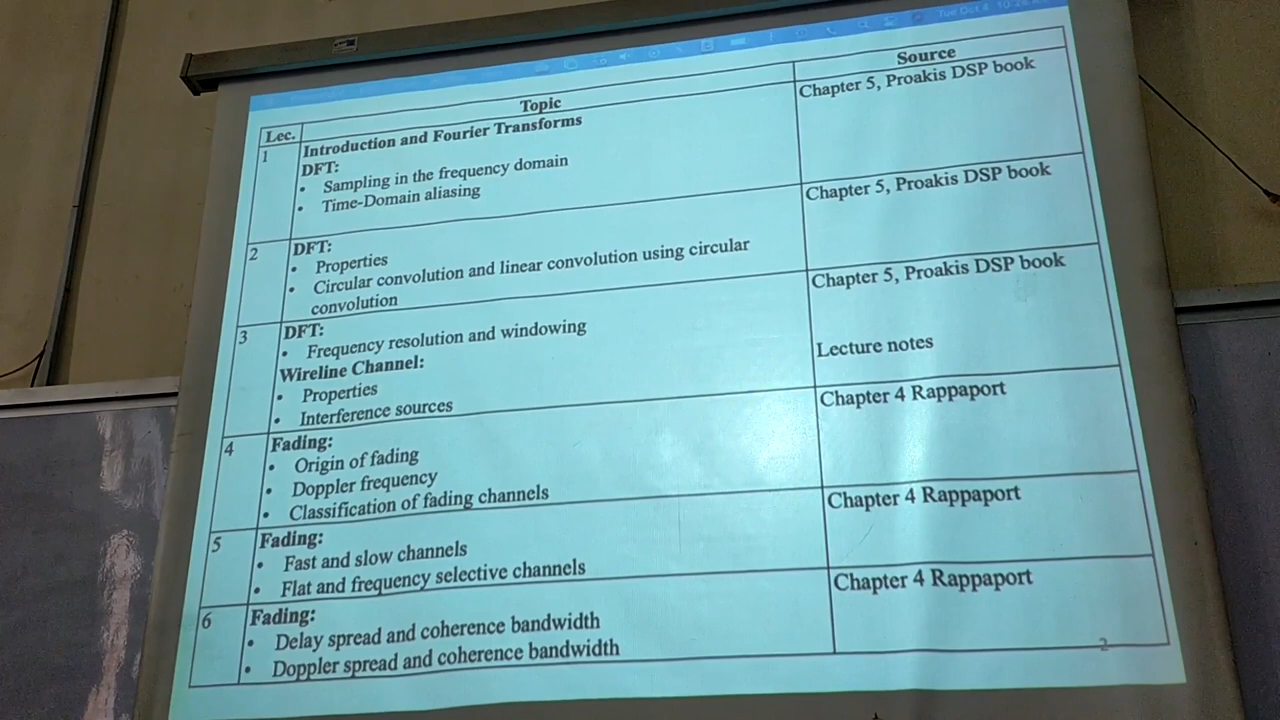 Tue Oct 4
Lec.
Topic
Source
1
Introduction and Fourier Transforms
DFT:
• Sampling in the frequency domain
• Time-Domain aliasing
Chapter 5, Proakis DSP book
2
DFT:
• Properties
• Circular convolution and linear convolution using circular
convolution
Chapter 5, Proakis DSP book
3
DFT:
• Frequency resolution and windowing
Wireline Channel:
• Properties
• Interference sources
Chapter 5, Proakis DSP book
Lecture notes
4
Fading:
• Origin of fading
• Doppler frequency
• Classification of fading channels
Chapter 4 Rappaport
5
Fading:
• Fast and slow channels
• Flat and frequency selective channels
Chapter 4 Rappaport
6
Fading:
• Delay spread and coherence bandwidth
• Doppler spread and coherence bandwidth
Chapter 4 Rappaport
2